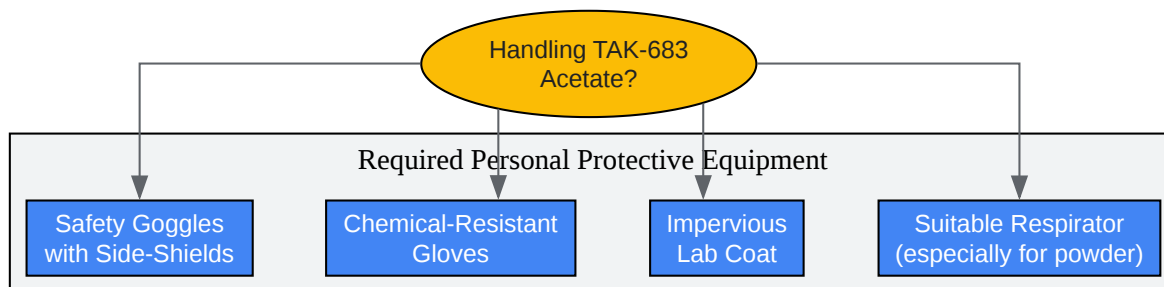 Handling TAK-683
Acetate?
Required Personal Protective Equipment
Safety Goggles
with Side-Shields
Chemical-Resistant
Gloves
Impervious
Lab Coat
Suitable Respirator
(especially for powder)